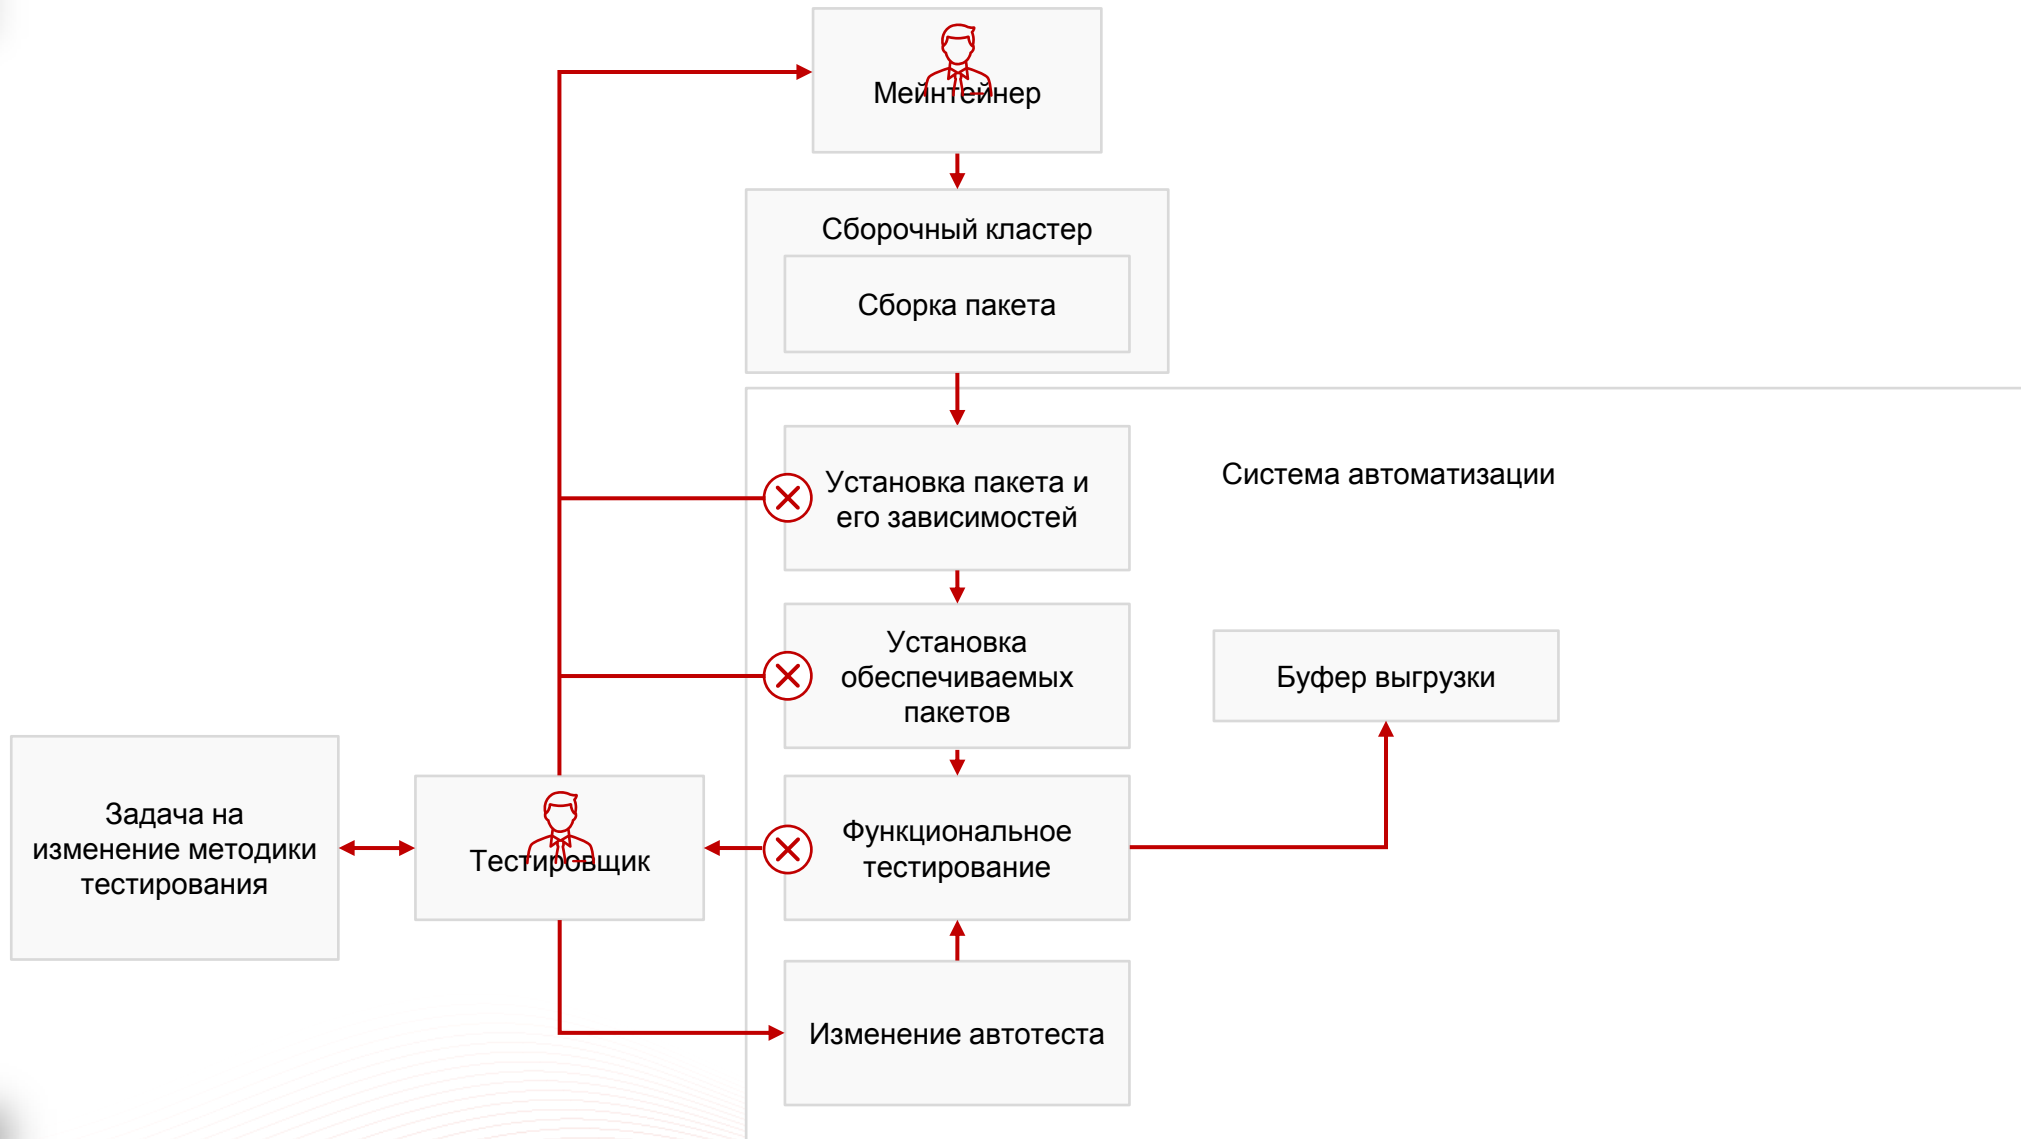 Мейнтейнер
Сборочный кластер
Сборка пакета
Система автоматизации
Установка пакета и
его зависимостей
Установка
обеспечиваемых
пакетов
Буфер выгрузки
Задача на
изменение методики
тестирования
Тестировщик
Функциональное
тестирование
Изменение автотеста